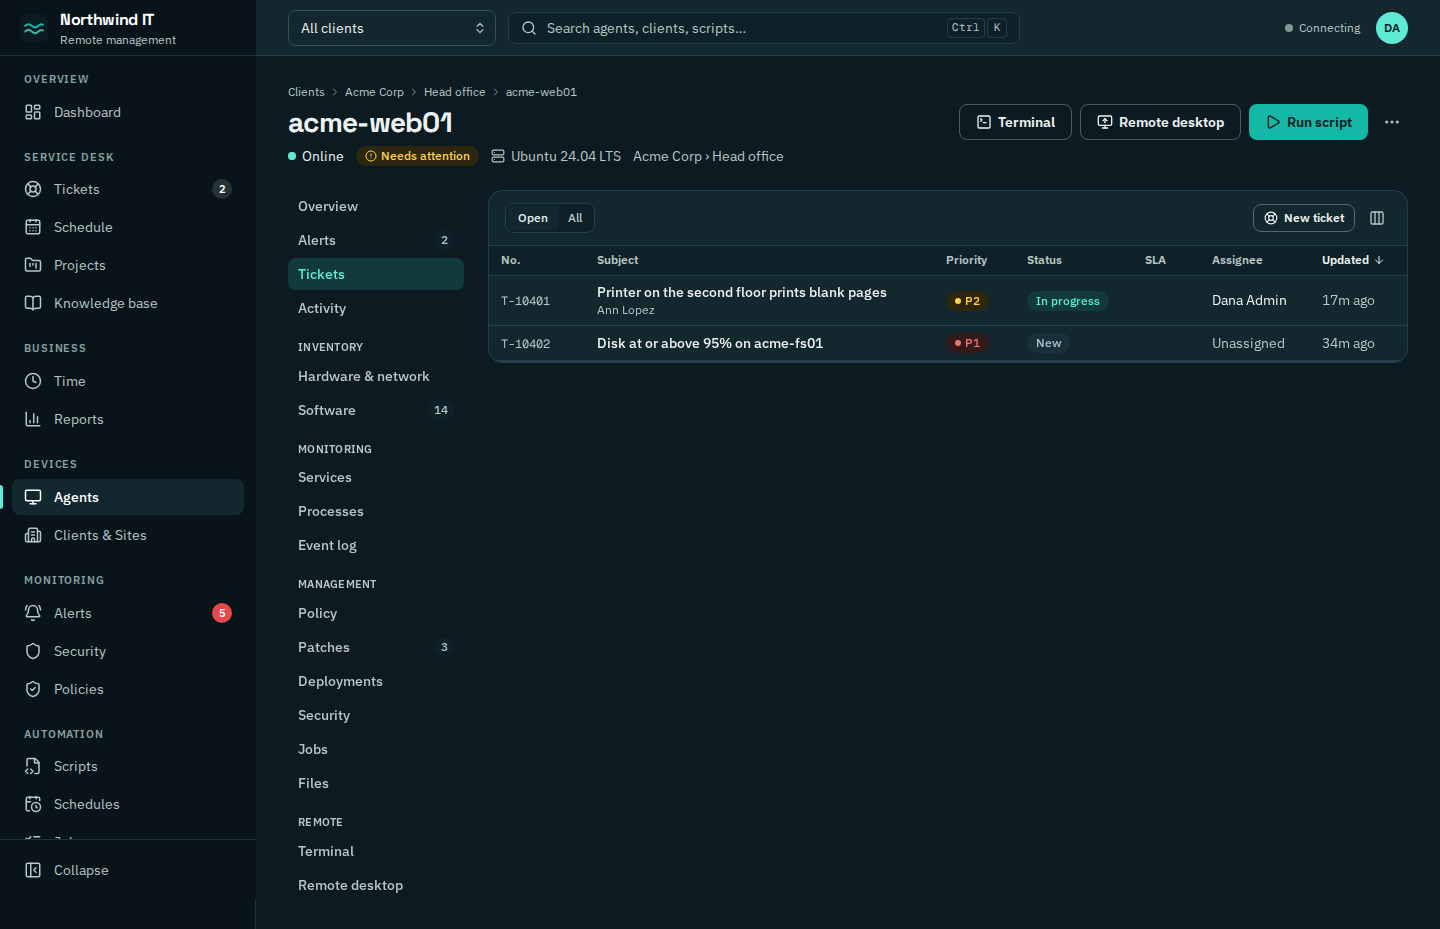 Northwind IT
Remote management
All clients
Search agents, clients, scripts...
Ctrl K
Connecting
DA
OVERVIEW
Dashboard
SERVICE DESK
Tickets 2
Schedule
Projects
Knowledge base
BUSINESS
Time
Reports
DEVICES
Agents
Clients & Sites
MONITORING
Alerts 5
Security
Policies
AUTOMATION
Scripts
Schedules
Collapse
Clients > Acme Corp > Head office > acme-web01
acme-web01
Terminal
Remote desktop
Run script
Online
Needs attention
Ubuntu 24.04 LTS
Acme Corp › Head office
Overview
Alerts 2
Tickets
Activity
INVENTORY
Hardware & network
Software 14
MONITORING
Services
Processes
Event log
MANAGEMENT
Policy
Patches 3
Deployments
Security
Jobs
Files
REMOTE
Terminal
Remote desktop
Open All
New ticket
No. Subject Priority Status SLA Assignee Updated ↓
T-10401 Printer on the second floor prints blank pages P2 In progress Dana Admin 17m ago
Ann Lopez
T-10402 Disk at or above 95% on acme-fs01 P1 New Unassigned 34m ago